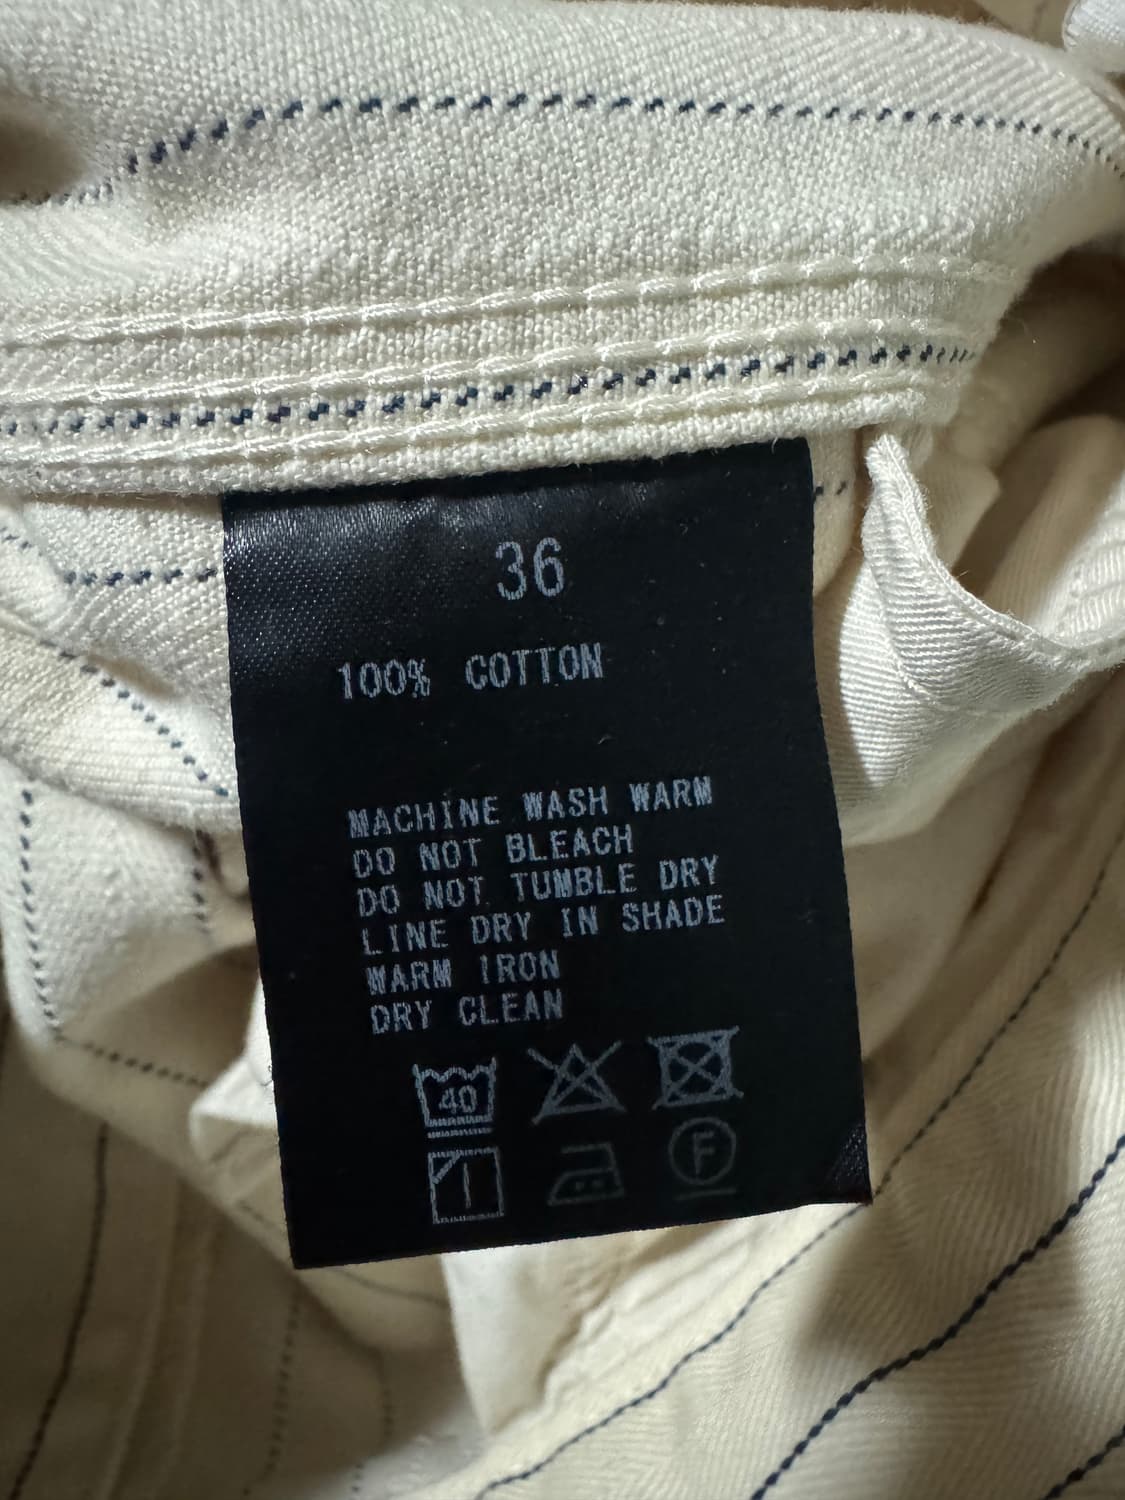 36
100% COTTON
MACHINE WASH WARM
DO NOT BLEACH
DO NOT TUMBLE DRY
LINE DRY IN SHADE
WARM IRON
DRY CLEAN
40
F